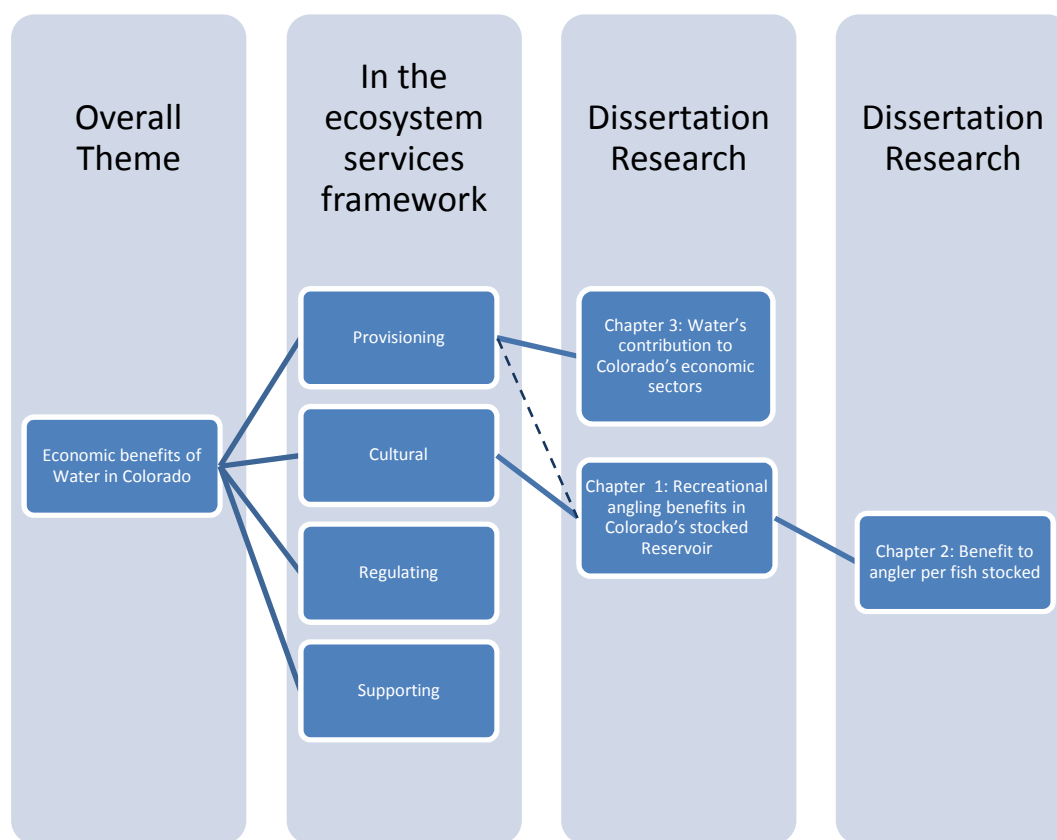 Overall
Theme
Economic benefits of
Water in Colorado
In the
ecosystem
services
framework
Provisioning
Cultural
Regulating
Supporting
Dissertation
Research
Chapter 3: Water’s
contribution to
Colorado’s economic
sectors
Chapter 1: Recreational
angling benefits in
Colorado’s stocked
Reservoir
Dissertation
Research
Chapter 2: Benefit to
angler per fish stocked